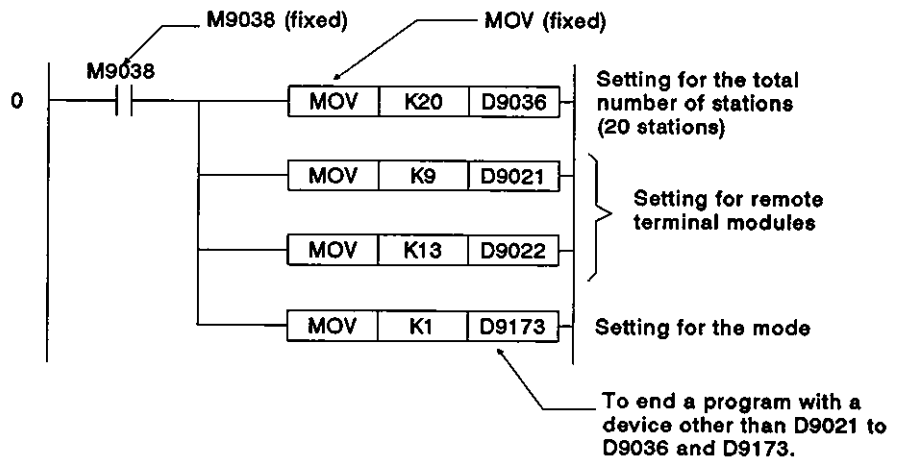 M9038 (fixed)
MOV (fixed)
M9038
0
MOV K20 D9036
Setting for the total
number of stations
(20 stations)
MOV K9 D9021
Setting for remote
terminal modules
MOV K13 D9022
MOV K1 D9173
Setting for the mode
To end a program with a
device other than D9021 to
D9036 and D9173.